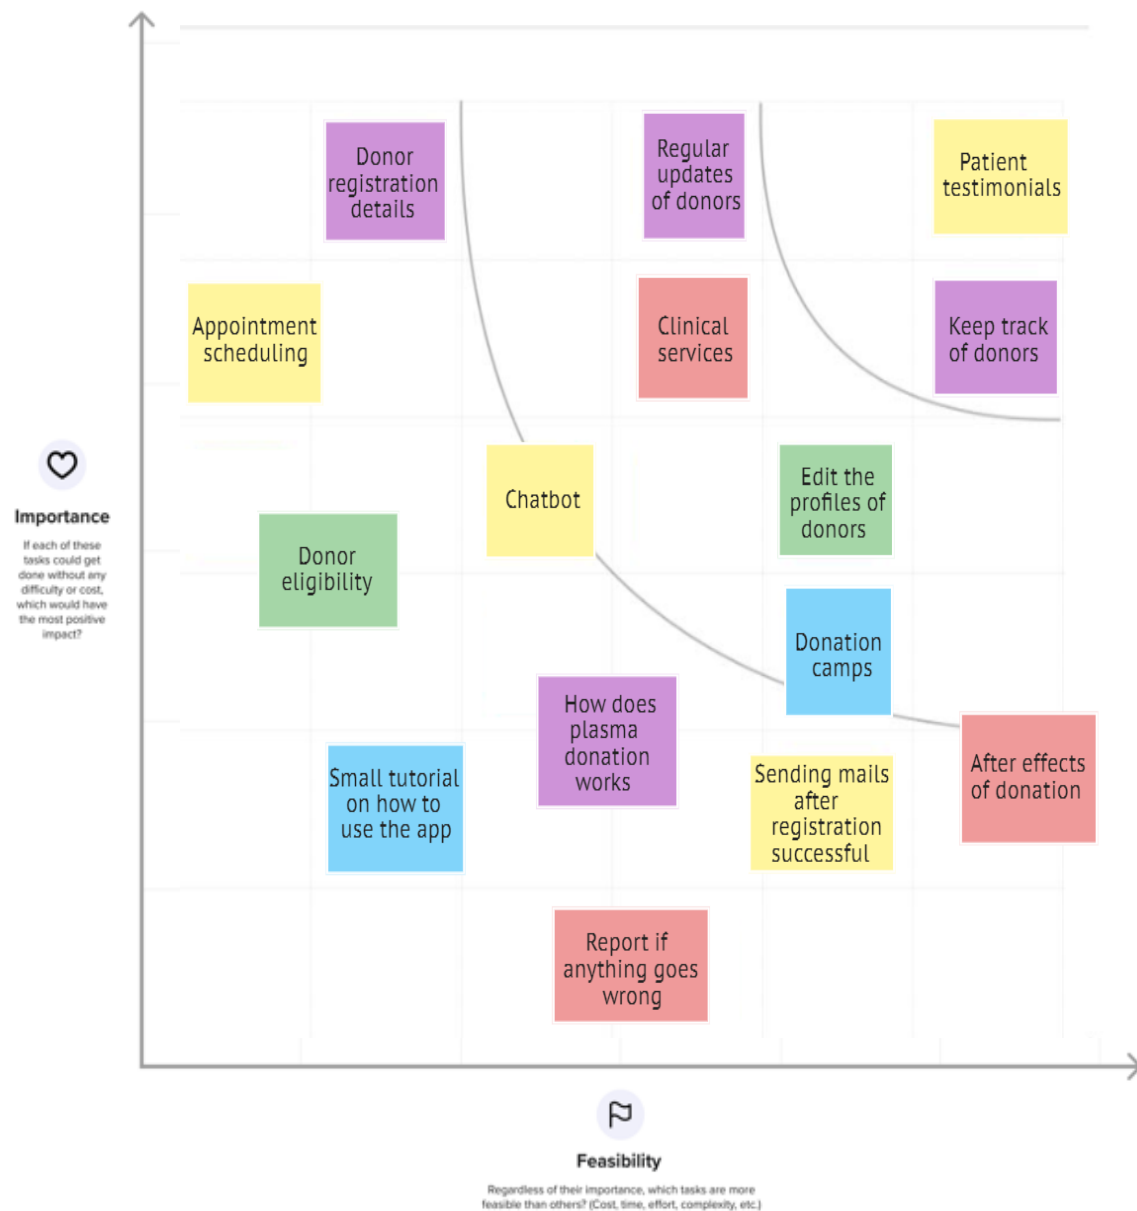 Donor
registration
details
Regular
updates
of donors
Patient
testimonials
Appointment
scheduling
Clinical
services
Keep track
of donors
Importance
If each of these
tasks could get
done without any
difficulty or cost,
which would have
the most positive
impact?
Chatbot
Edit the
profiles of
donors
Donor
eligibility
Donation
camps
How does
plasma
donation
works
Small tutorial
on how to
use the app
Sending mails
after
registration
successful
After effects
of donation
Report if
anything goes
wrong
Feasibility
Regardless of their importance, which tasks are more
feasible than others? (Cost, time, effort, complexity, etc.)